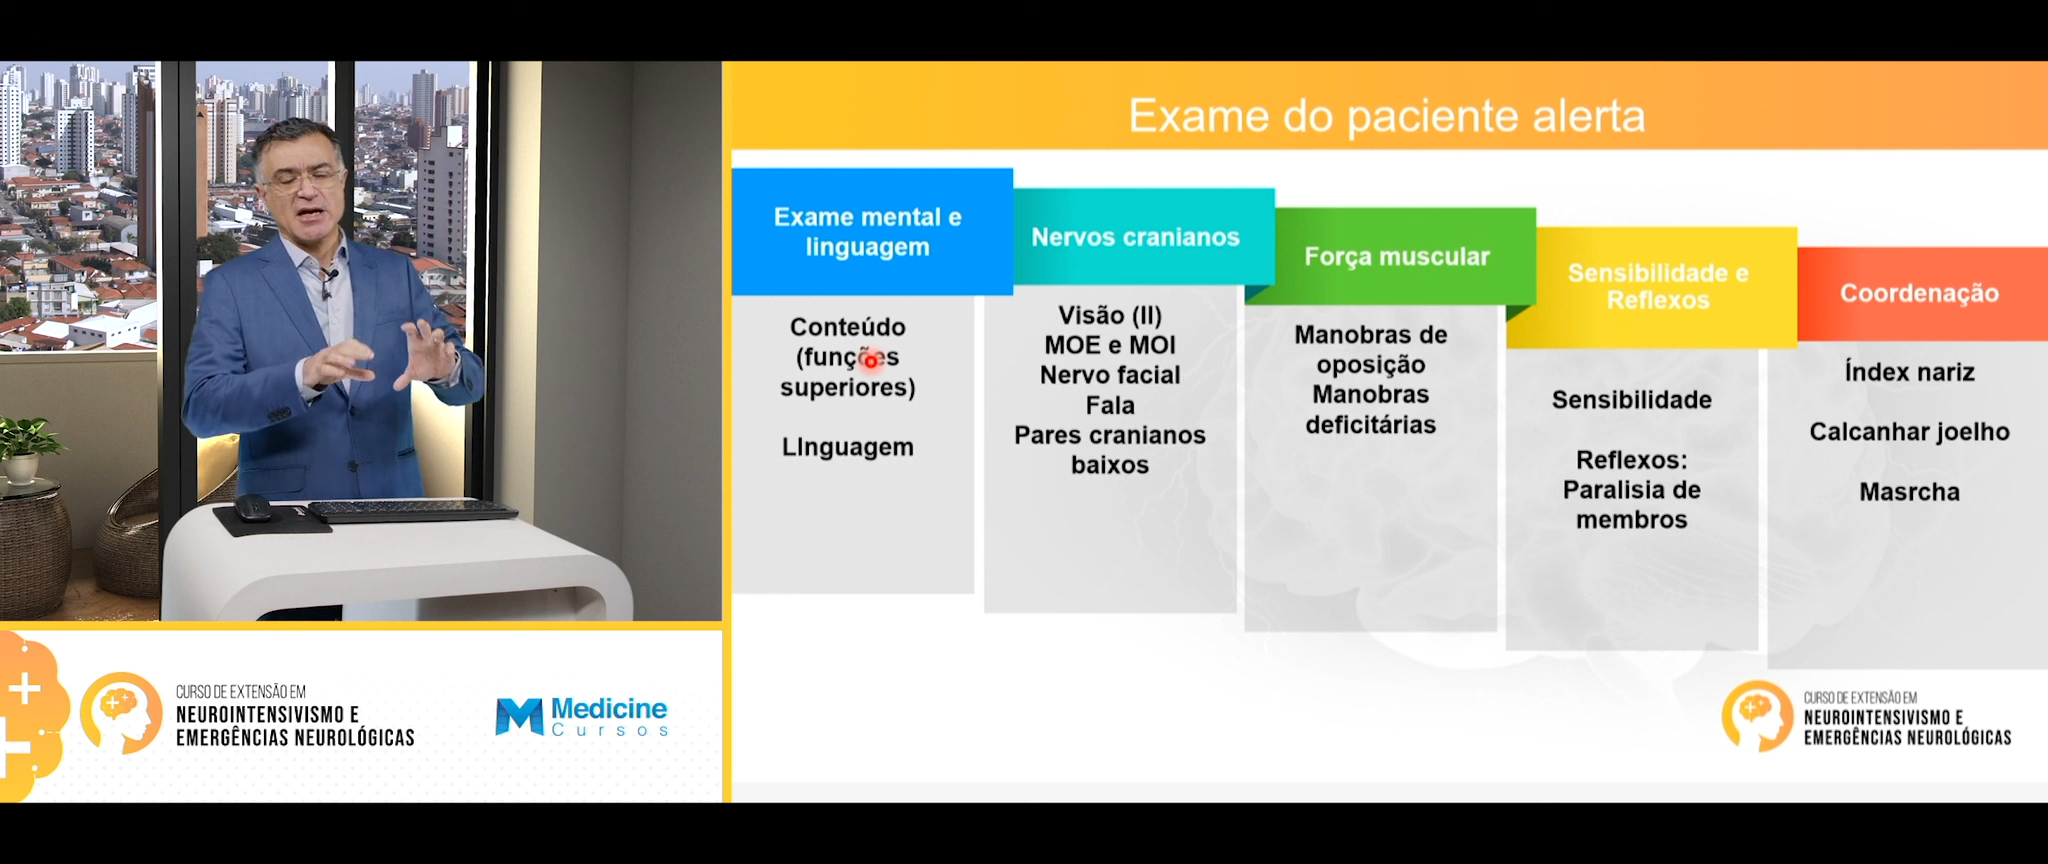 Exame do paciente alerta
Exame mental e
linguagem
Conteúdo
(funções
superiores)
LInguagem
Nervos cranianos
Visão (II)
MOE e MOI
Nervo facial
Fala
Pares cranianos
baixos
Força muscular
Manobras de
oposição
Manobras
deficitárias
Sensibilidade e
Reflexos
Sensibilidade
Reflexos:
Paralisia de
membros
Coordenação
Índex nariz
Calcanhar joelho
Masrcha
CURSO DE EXTENSÃO EM
NEUROINTENSIVISMO E
EMERGÊNCIAS NEUROLÓGICAS
Medicine
Cursos
CURSO DE EXTENSÃO EM
NEUROINTENSIVISMO E
EMERGÊNCIAS NEUROLÓGICAS